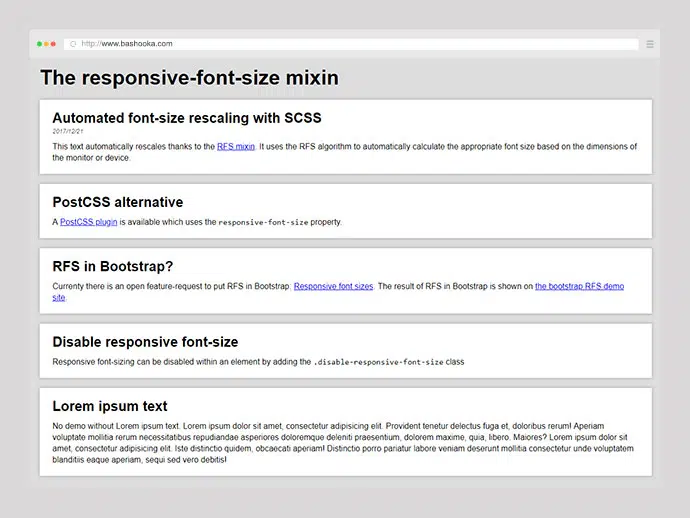 http://www.bashooka.com
The responsive-font-size mixin
Automated font-size rescaling with SCSS
2017/12/21
This text automatically rescales thanks to the RFS mixin. It uses the RFS algorithm to automatically calculate the appropriate font size based on the dimensions of
the monitor or device.
PostCSS alternative
A PostCSS plugin is available which uses the responsive-font-size property.
RFS in Bootstrap?
Currenty there is an open feature-request to put RFS in Bootstrap: Responsive font sizes. The result of RFS in Bootstrap is shown on the bootstrap RFS demo
site.
Disable responsive font-size
Responsive font-sizing can be disabled within an element by adding the .disable-responsive-font-size class
Lorem ipsum text
No demo without Lorem ipsum text. Lorem ipsum dolor sit amet, consectetur adipisicing elit. Provident tenetur delectus fuga et, doloribus rerum! Aperiam
voluptate mollitia rerum necessitatibus repudiandae asperiores doloremque deleniti praesentium, dolorem maxime, quia, libero. Maiores? Lorem ipsum dolor sit
amet, consectetur adipisicing elit. Iste distinctio quidem, obcaecati aperiam! Distinctio porro pariatur labore veniam deserunt mollitia consectetur unde voluptatem
blanditiis eaque aperiam, sequi sed vero debitis!